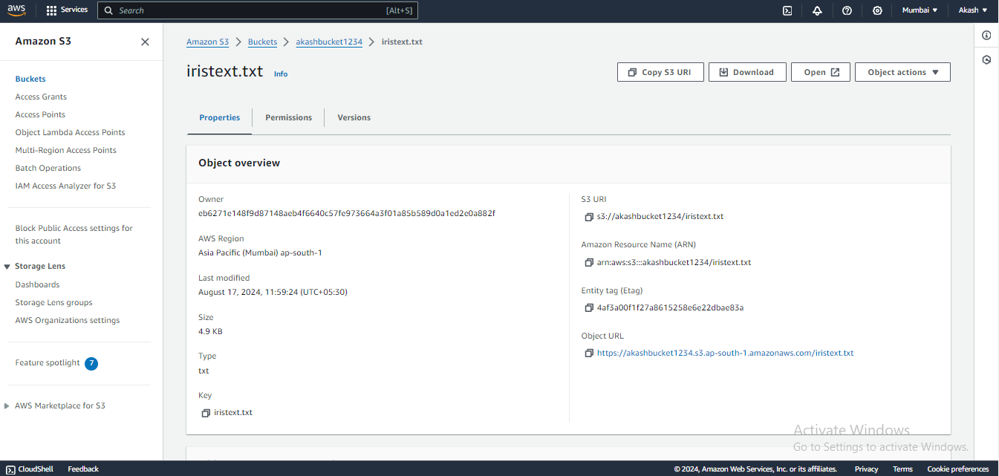 aws Services Search [Alt+S] Mumbai ▼ Akash ▼
Amazon S3
Buckets
Access Grants
Access Points
Object Lambda Access Points
Multi-Region Access Points
Batch Operations
IAM Access Analyzer for S3
Block Public Access settings for
this account
Storage Lens
Dashboards
Storage Lens groups
AWS Organizations settings
Feature spotlight 7
AWS Marketplace for S3
Amazon S3 > Buckets > akashbucket1234 > iristext.txt
iristext.txt Info
Copy S3 URI Download Open Object actions ▼
Properties Permissions Versions
Object overview
Owner
eb6271e148f9d87148aeb4f6640c57fe973664a3f01a85b589d0a1ed2e0a882f
AWS Region
Asia Pacific (Mumbai) ap-south-1
Last modified
August 17, 2024, 11:59:24 (UTC+05:30)
Size
4.9 KB
Type
txt
Key
iristext.txt
S3 URI
s3://akashbucket1234/iristext.txt
Amazon Resource Name (ARN)
arn:aws:s3:::akashbucket1234/iristext.txt
Entity tag (Etag)
4af3a00f1f27a8615258e6e22dbae83a
Object URL
https://akashbucket1234.s3.ap-south-1.amazonaws.com/iristext.txt
Activate Windows
Go to Settings to activate Windows.
CloudShell Feedback © 2024, Amazon Web Services, Inc. or its affiliates. Privacy Terms Cookie preferences